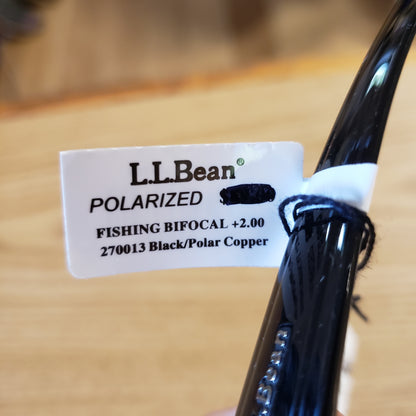 L.L.Bean®
POLARIZED
FISHING BIFOCAL +2.00
270013 Black/Polar Copper